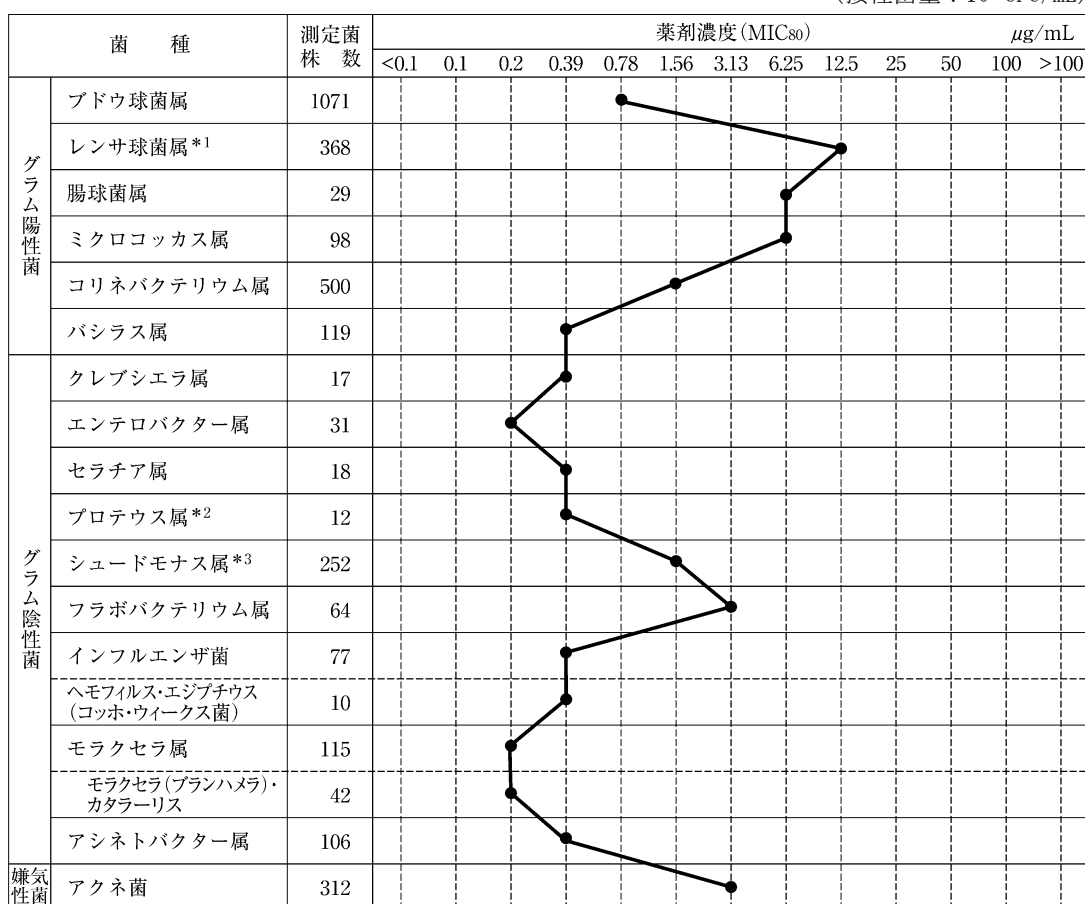 菌　種
測定菌株数
薬剤濃度(MIC80) μg/mL
<0.1 0.1 0.2 0.39 0.78 1.56 3.13 6.25 12.5 25 50 100 >100
グラム陽性菌
ブドウ球菌属 1071
レンサ球菌属*1 368
腸球菌属 29
ミクロコッカス属 98
コリネバクテリウム属 500
バシラス属 119
グラム陰性菌
クレブシエラ属 17
エンテロバクター属 31
セラチア属 18
プロテウス属*2 12
シュードモナス属*3 252
フラボバクテリウム属 64
インフルエンザ菌 77
ヘモフィルス・エジプチウス
(コッホ・ウィークス菌) 10
モラクセラ属 115
モラクセラ(ブランハメラ)・
カタラーリス 42
アシネトバクター属 106
嫌気性菌
アクネ菌 312